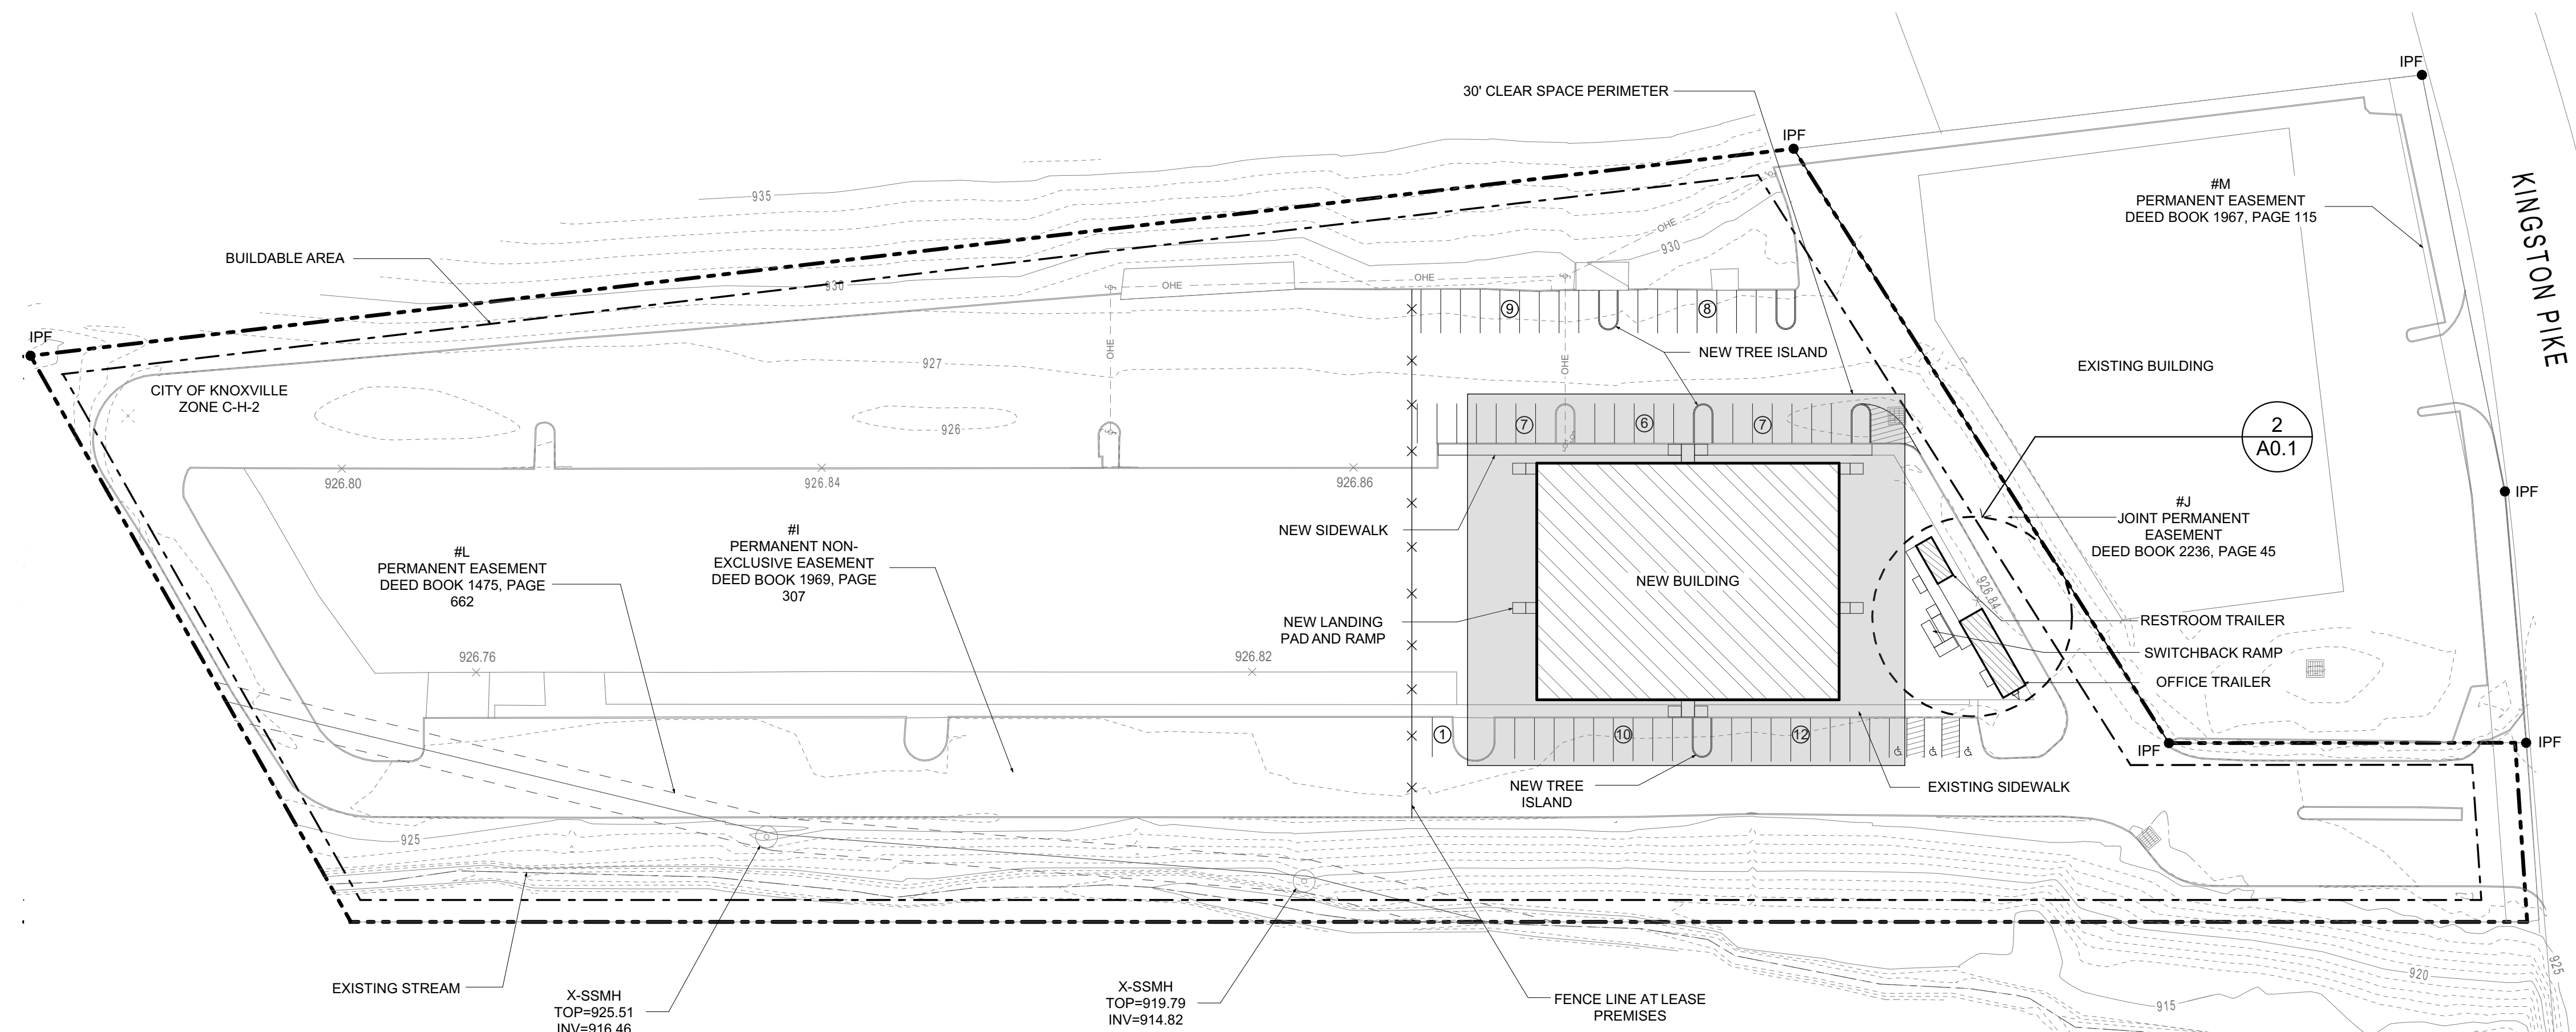 IPF
30' CLEAR SPACE PERIMETER
IPF
#M
PERMANENT EASEMENT
DEED BOOK 1967, PAGE 115
KINGSTON PIKE
935
OHE
930
BUILDABLE AREA
930
OHE
OHE
IPF
9
8
OHE
OHE
NEW TREE ISLAND
927
EXISTING BUILDING
CITY OF KNOXVILLE
ZONE C-H-2
926
7
6
7
2
A0.1
926.80
926.84
926.86
IPF
#J
JOINT PERMANENT
EASEMENT
DEED BOOK 2236, PAGE 45
NEW SIDEWALK
#I
PERMANENT NON-
EXCLUSIVE EASEMENT
DEED BOOK 1969, PAGE
307
#L
PERMANENT EASEMENT
DEED BOOK 1475, PAGE
662
NEW BUILDING
926.84
NEW LANDING
PAD AND RAMP
RESTROOM TRAILER
SWITCHBACK RAMP
OFFICE TRAILER
926.76
926.82
1
10
12
IPF
IPF
NEW TREE
ISLAND
EXISTING SIDEWALK
925
EXISTING STREAM
X-SSMH
TOP=925.51
INV=916.46
X-SSMH
TOP=919.79
INV=914.82
FENCE LINE AT LEASE
PREMISES
920
925
915